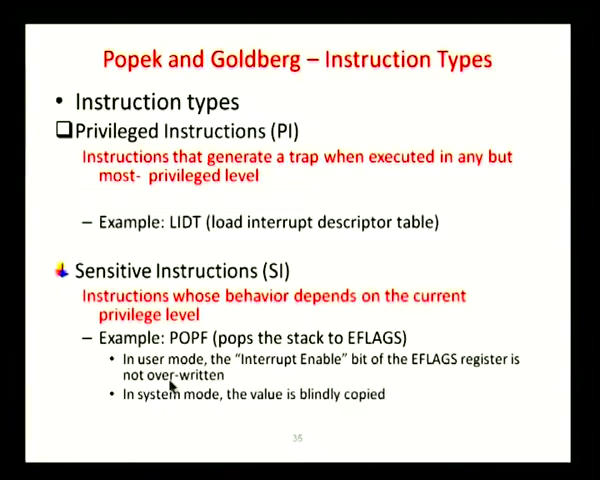 Popek and Goldberg – Instruction Types
• Instruction types
Privileged Instructions (PI)
Instructions that generate a trap when executed in any but
most- privileged level
– Example: LIDT (load interrupt descriptor table)
Sensitive Instructions (SI)
Instructions whose behavior depends on the current
privilege level
– Example: POPF (pops the stack to EFLAGS)
• In user mode, the “Interrupt Enable” bit of the EFLAGS register is
not over-written
• In system mode, the value is blindly copied
35